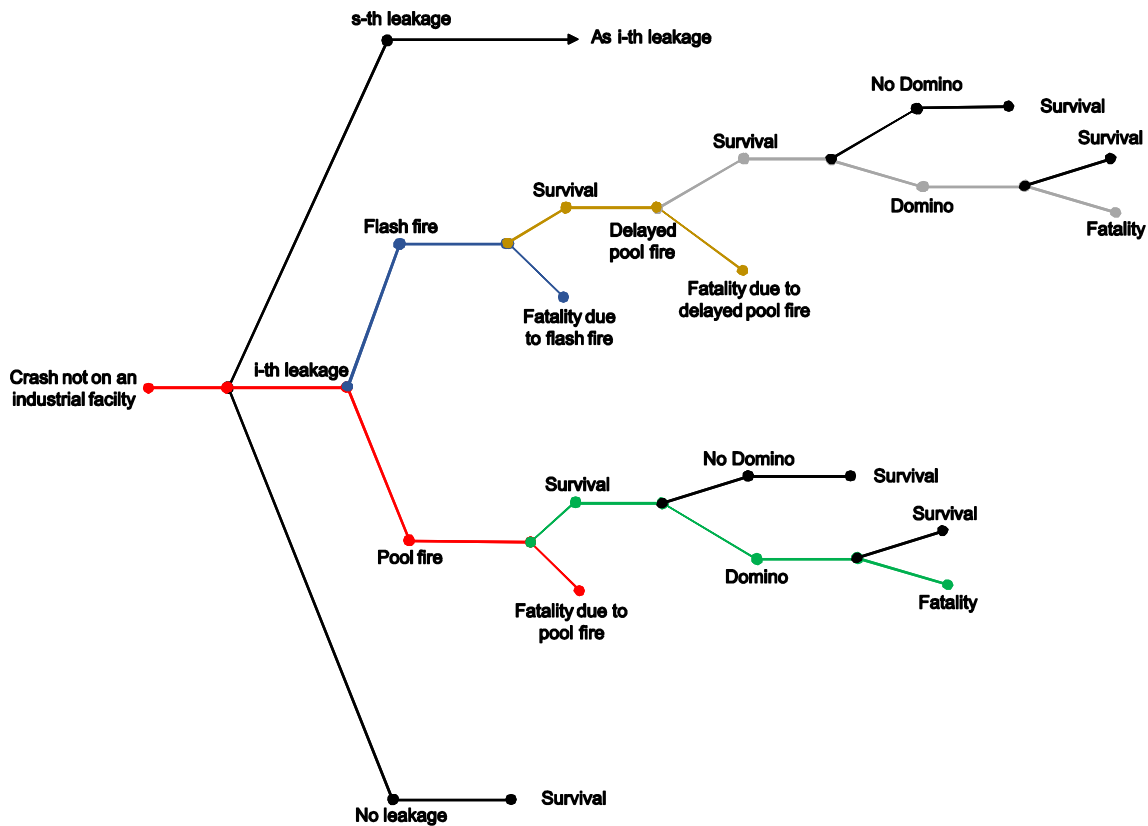 s-th leakage
As i-th leakage
No Domino
Survival
Survival
Survival
Survival
Domino
Fatality
Flash fire
Delayed
pool fire
Fatality due to
delayed pool fire
Fatality due
to flash fire
i-th leakage
Crash not on an
industrial facilty
No Domino
Survival
Survival
Survival
Pool fire
Domino
Fatality
Fatality due to
pool fire
No leakage
Survival